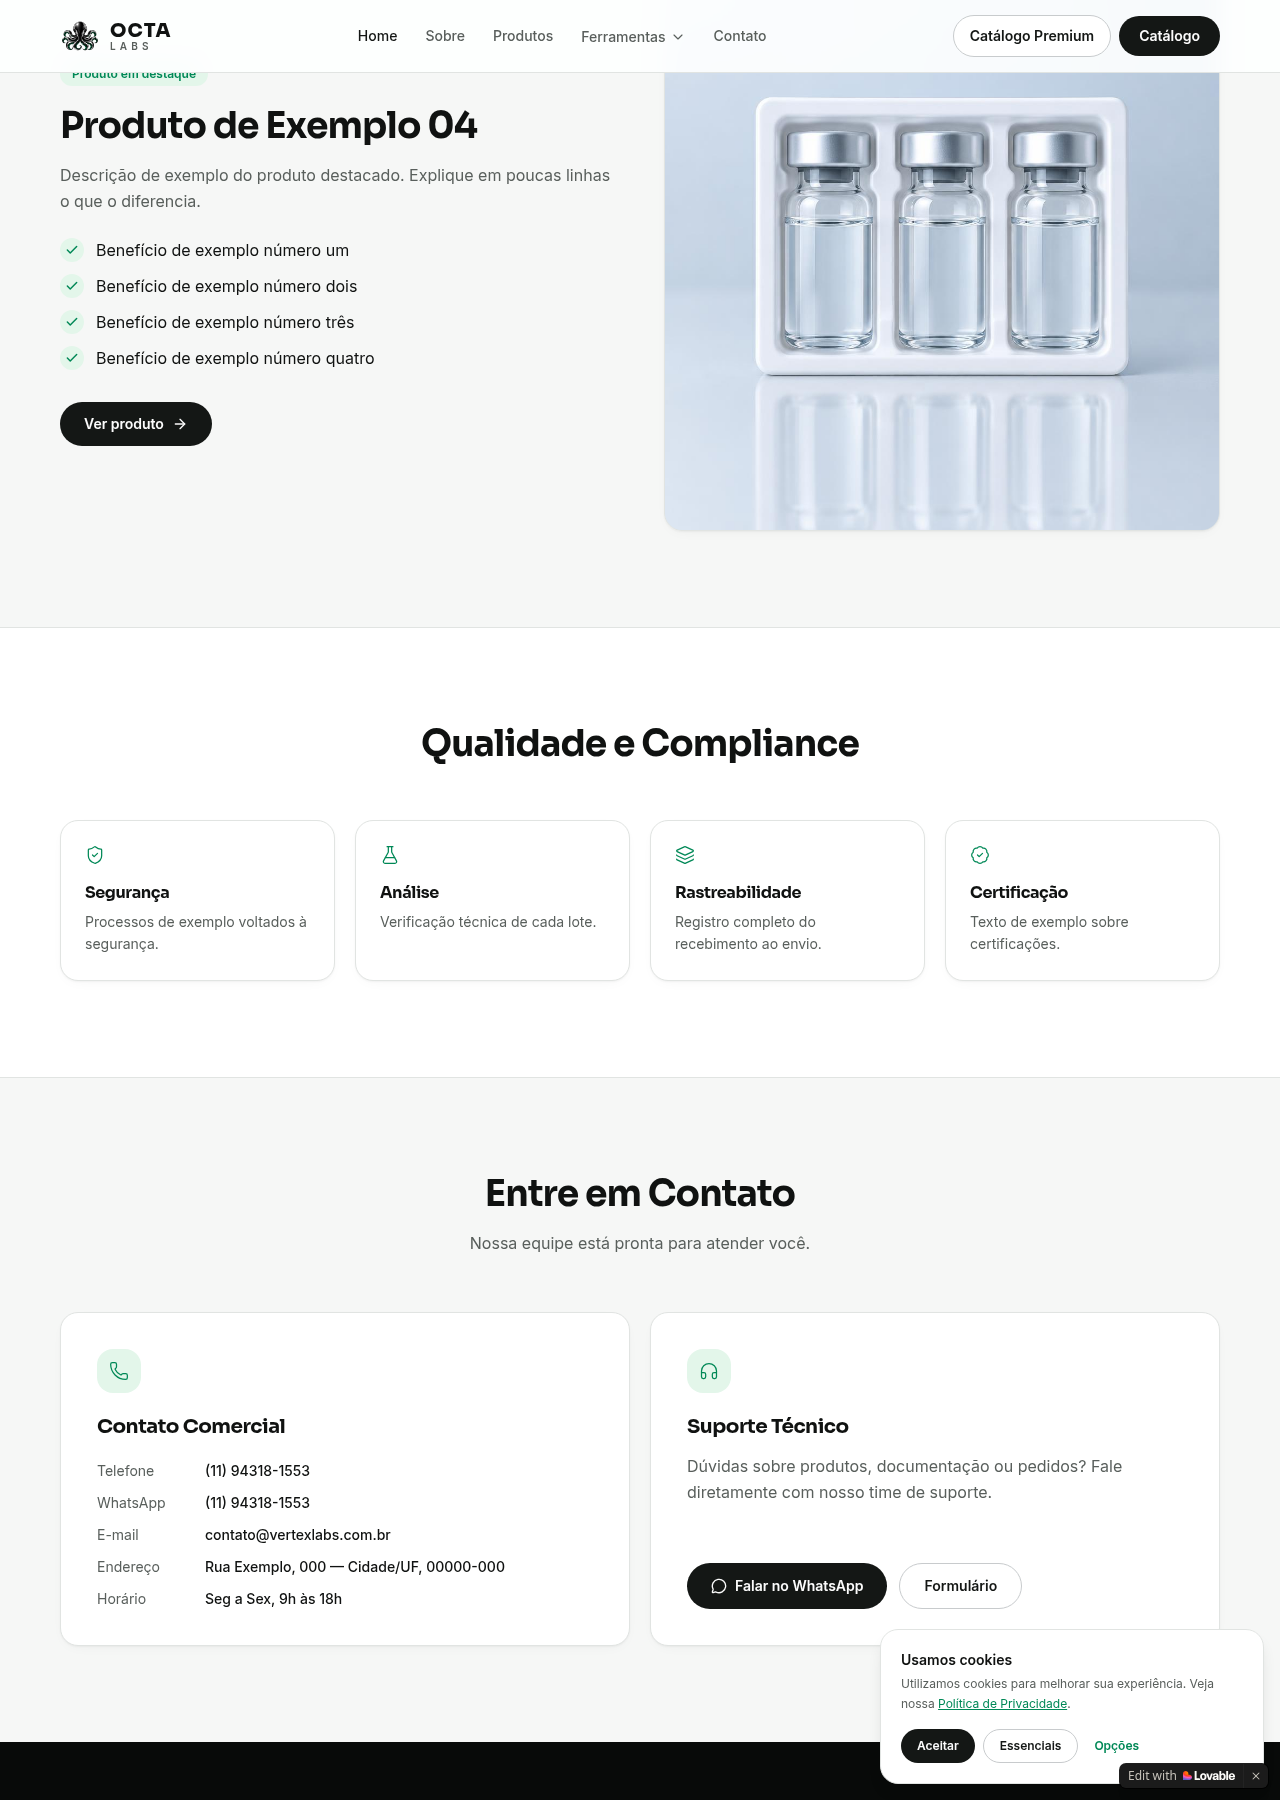 OCTA
LABS
Home
Sobre
Produtos
Ferramentas
Contato
Catálogo Premium
Catálogo
Produto em destaque
Produto de Exemplo 04
Descrição de exemplo do produto destacado. Explique em poucas linhas
o que o diferencia.
Benefício de exemplo número um
Benefício de exemplo número dois
Benefício de exemplo número três
Benefício de exemplo número quatro
Ver produto
Qualidade e Compliance
Segurança
Processos de exemplo voltados à
segurança.
Análise
Verificação técnica de cada lote.
Rastreabilidade
Registro completo do
recebimento ao envio.
Certificação
Texto de exemplo sobre
certificações.
Entre em Contato
Nossa equipe está pronta para atender você.
Contato Comercial
Telefone (11) 94318-1553
WhatsApp (11) 94318-1553
E-mail contato@vertexlabs.com.br
Endereço Rua Exemplo, 000 — Cidade/UF, 00000-000
Horário Seg a Sex, 9h às 18h
Suporte Técnico
Dúvidas sobre produtos, documentação ou pedidos? Fale
diretamente com nosso time de suporte.
Falar no WhatsApp
Formulário
Usamos cookies
Utilizamos cookies para melhorar sua experiência. Veja
nossa Política de Privacidade.
Aceitar
Essenciais
Opções
Edit with Lovable